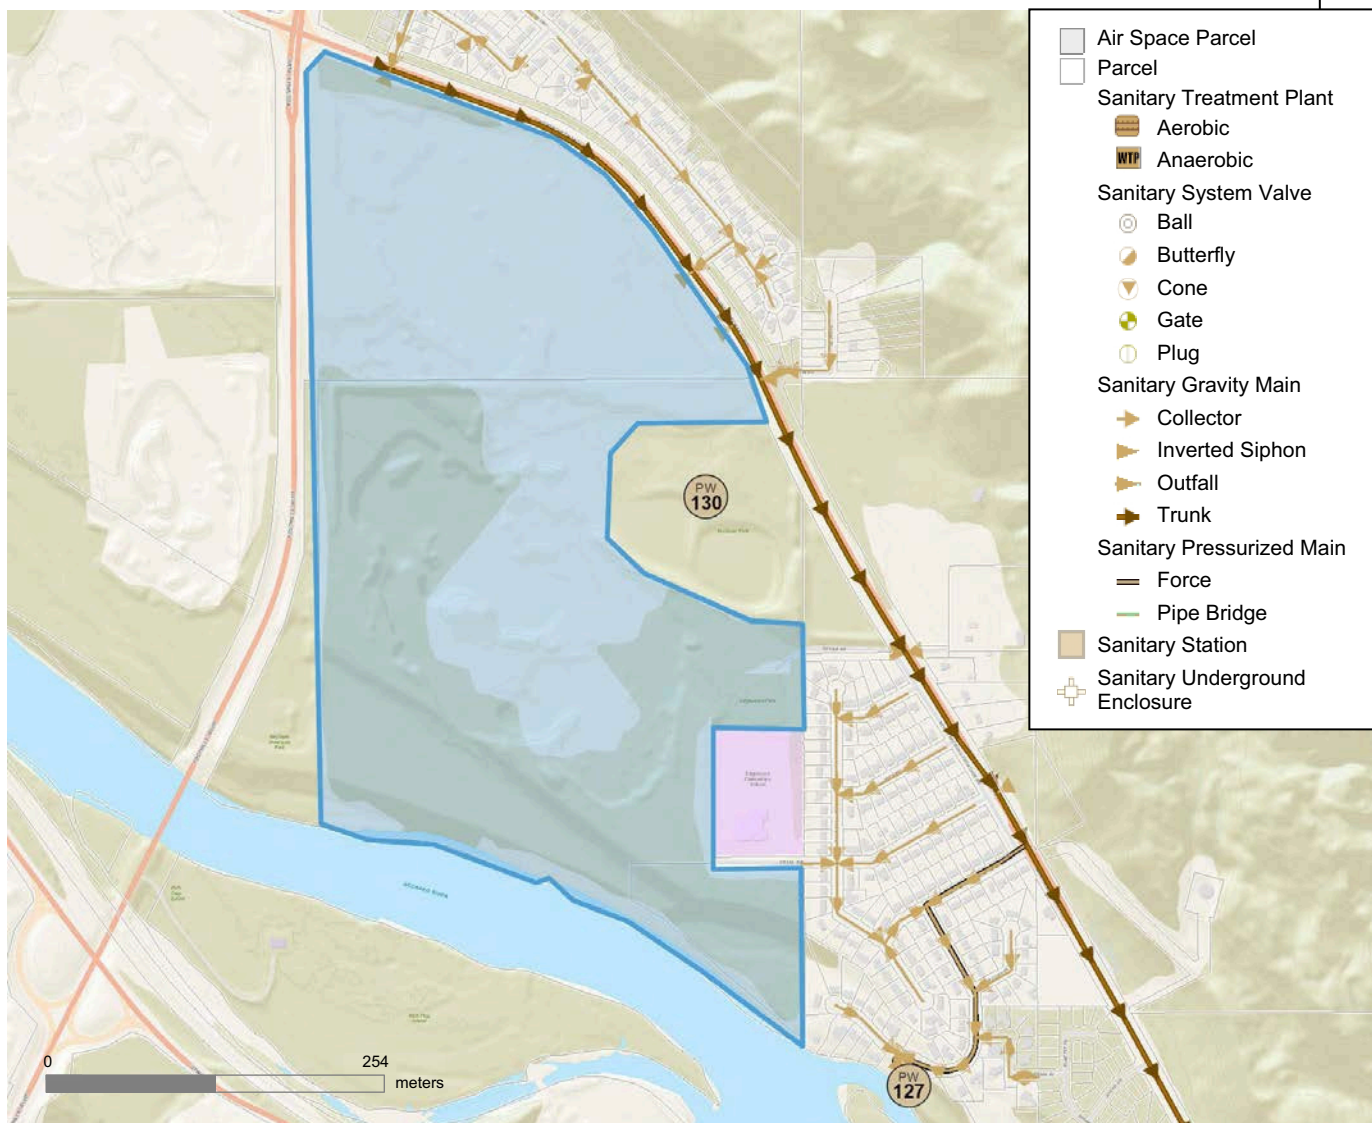 Air Space Parcel
Parcel
Sanitary Treatment Plant
Aerobic
WTP Anaerobic
Sanitary System Valve
Ball
Butterfly
Cone
Gate
Plug
Sanitary Gravity Main
Collector
Inverted Siphon
Outfall
Trunk
Sanitary Pressurized Main
Force
Pipe Bridge
Sanitary Station
Sanitary Underground
Enclosure
PW
130
PW
127
0 254
meters